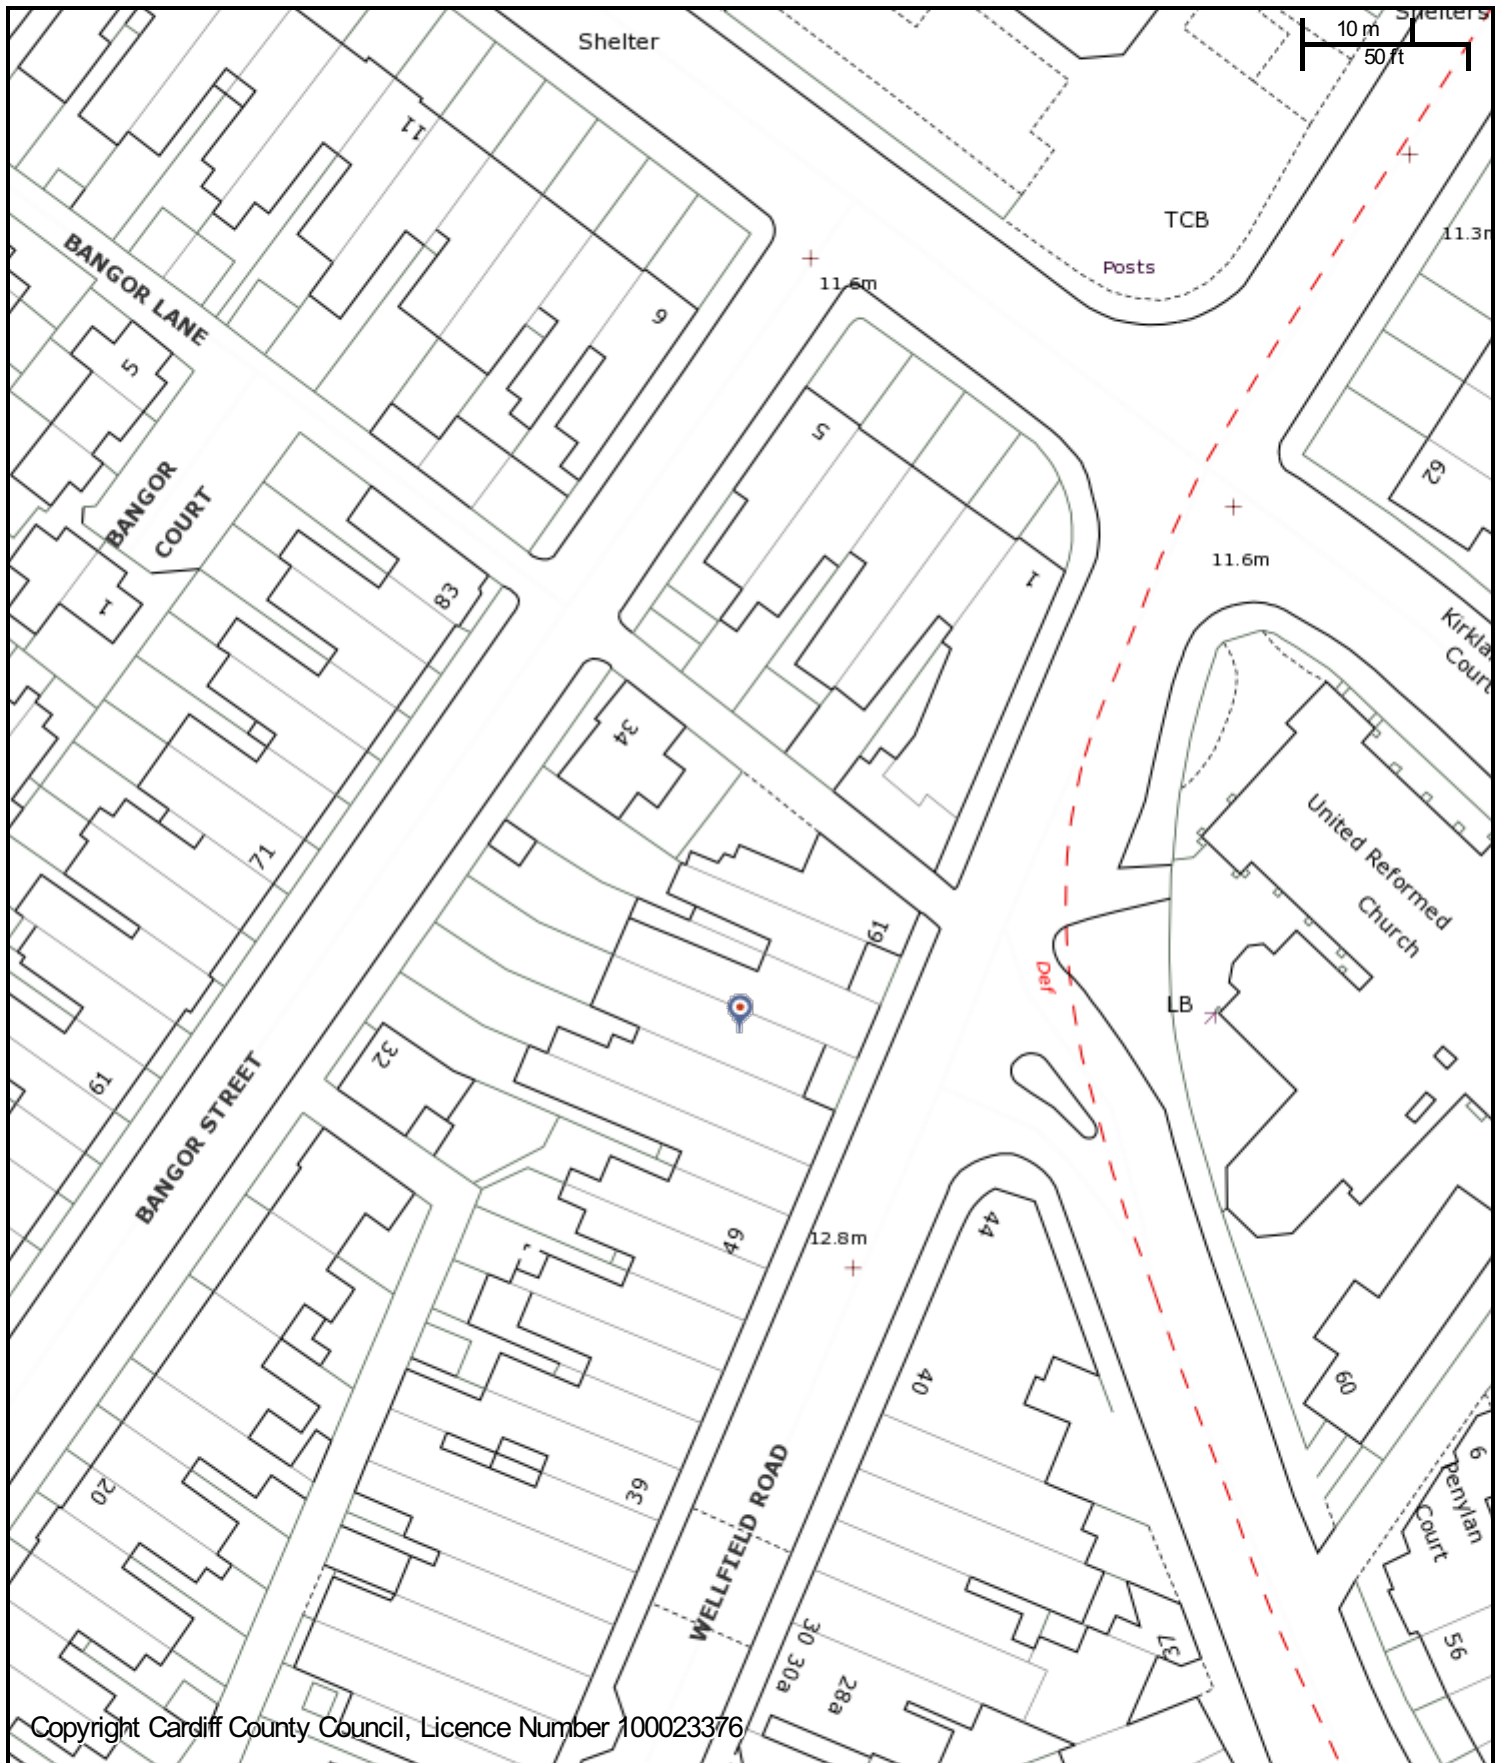 Shelters
10 m
50 ft
Shelter
11
TCB
Posts
11.3m
BANGOR LANE
11.6m
9
5
5
62
BANGOR
COURT
11.6m
83
1
1
Kirkla
Court
34
United Reformed
Church
71
61
Def
LB
32
61
BANGOR STREET
49
12.8m
44
40
60
6
Penylan
Court
39
20
WELLFIELD ROAD
30
30a
28a
37
56
Copyright Cardiff County Council, Licence Number 100023376